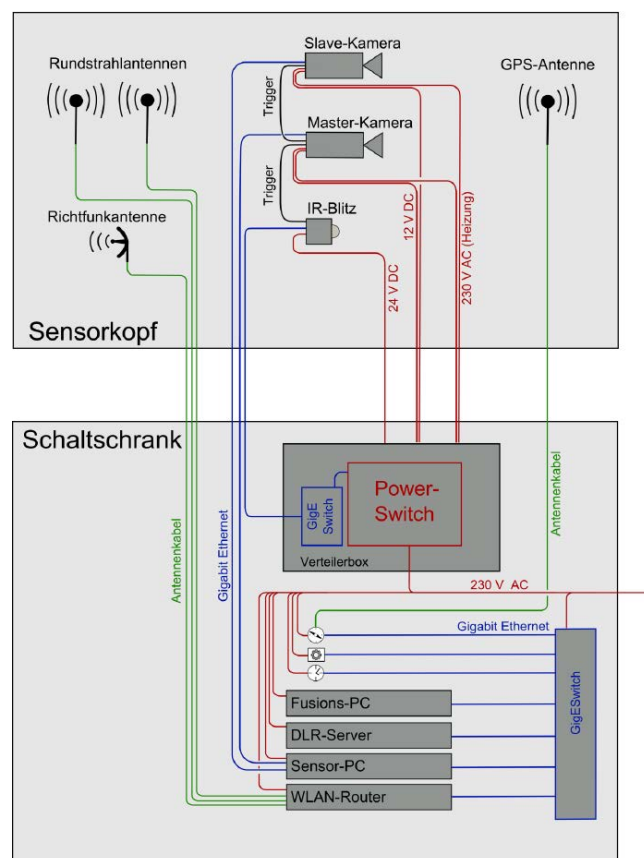 Slave-Kamera
Rundstrahlantennen
GPS-Antenne
Trigger
Master-Kamera
Trigger
Richtfunkantenne
IR-Blitz
24 V DC
12 V DC
230 V AC (Heizung)
Sensorkopf
Schaltschrank
Antennenkabel
Gigabit Ethernet
GigE
Switch
Power-
Switch
Verteilerbox
Antennenkabel
230 V AC
Gigabit Ethernet
Fusions-PC
DLR-Server
Sensor-PC
WLAN-Router
GigESwitch